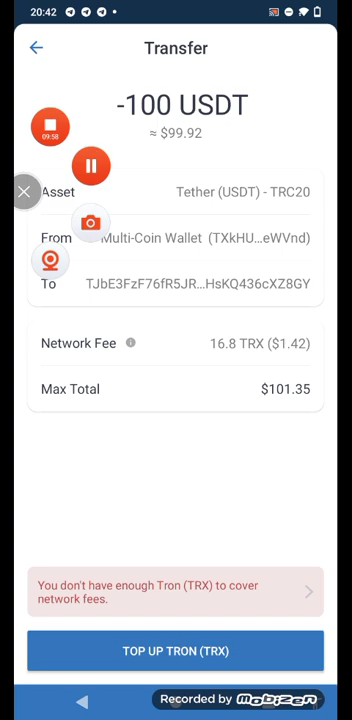 20:42
Transfer
-100 USDT
≈ $99.92
09:58
Asset Tether (USDT) - TRC20
From Multi-Coin Wallet (TXkHU...eWVnd)
To TJbE3FzF76fR5JR...HsKQ436cXZ8GY
Network Fee 16.8 TRX ($1.42)
Max Total $101.35
You don't have enough Tron (TRX) to cover
network fees.
TOP UP TRON (TRX)
Recorded by MOBIZEN